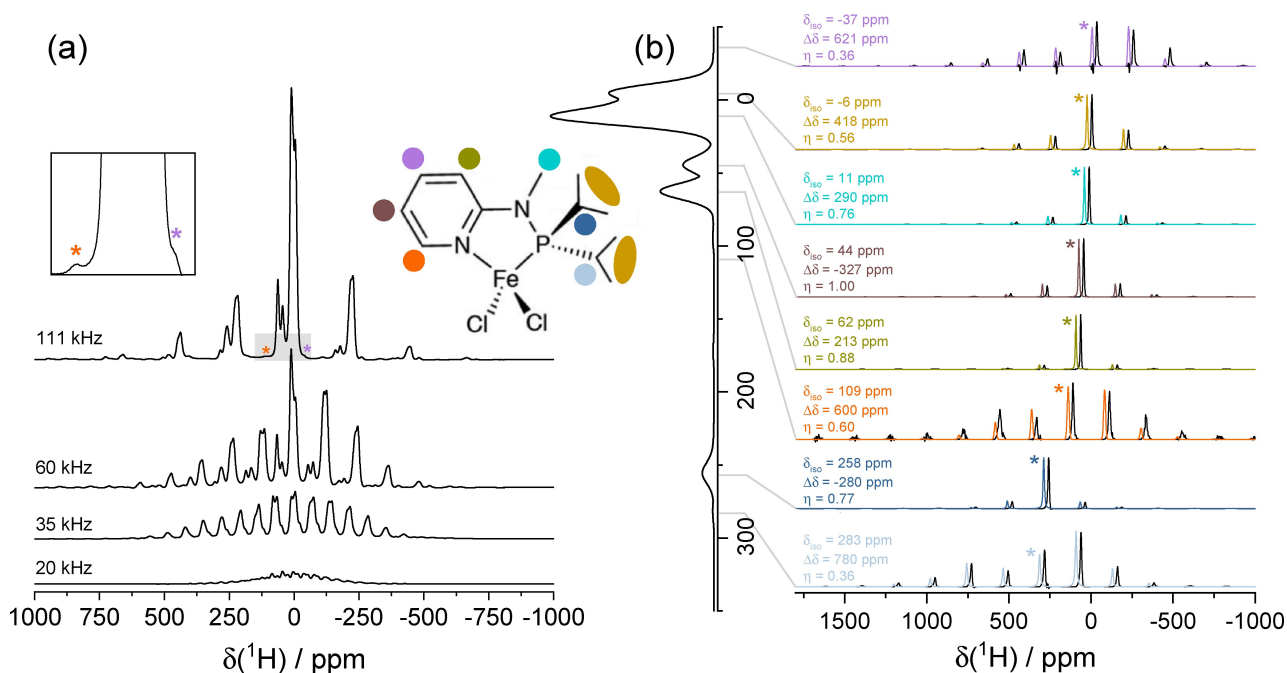 (a)
*
*
111 kHz
*
*
60 kHz
35 kHz
20 kHz
1000 750 500 250 0 -250 -500 -750 -1000
δ(¹H) / ppm
N
N
P
Fe
Cl
Cl
(b)
0
100
200
300
δiso = -37 ppm
Δδ = 621 ppm
η = 0.36
*
δiso = -6 ppm
Δδ = 418 ppm
η = 0.56
*
δiso = 11 ppm
Δδ = 290 ppm
η = 0.76
*
δiso = 44 ppm
Δδ = -327 ppm
η = 1.00
*
δiso = 62 ppm
Δδ = 213 ppm
η = 0.88
*
δiso = 109 ppm
Δδ = 600 ppm
η = 0.60
*
δiso = 258 ppm
Δδ = -280 ppm
η = 0.77
*
δiso = 283 ppm
Δδ = 780 ppm
η = 0.36
*
1500 1000 500 0 -500 -1000
δ(¹H) / ppm